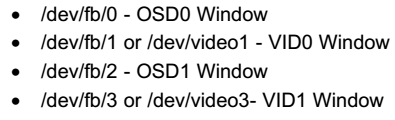 • /dev/fb/0 - OSD0 Window
• /dev/fb/1 or /dev/video1 - VID0 Window
• /dev/fb/2 - OSD1 Window
• /dev/fb/3 or /dev/video3- VID1 Window